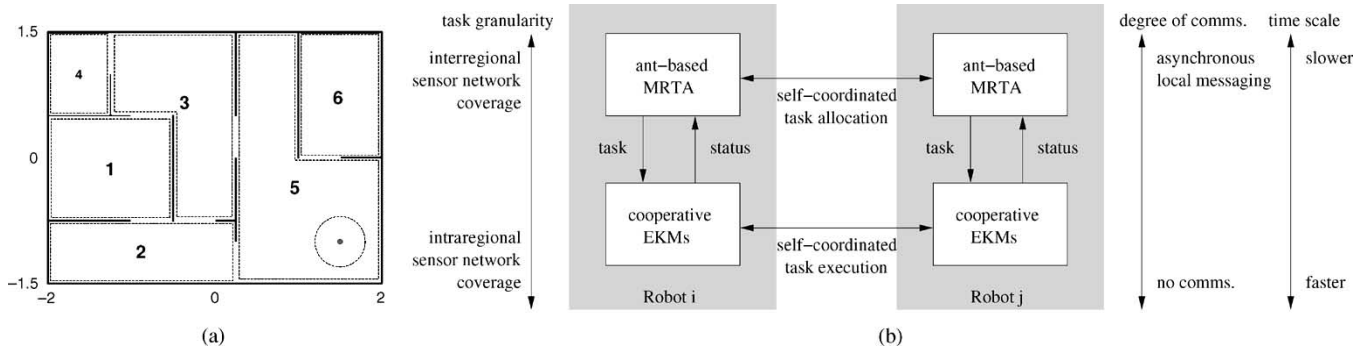 1.5
0
−1.5
−2
0
2
4
3
6
1
5
2
(a)
task granularity
interregional
sensor network
coverage
intraregional
sensor network
coverage
ant−based
MRTA
task
status
cooperative
EKMs
Robot i
self−coordinated
task allocation
self−coordinated
task execution
ant−based
MRTA
task
status
cooperative
EKMs
Robot j
degree of comms.
asynchronous
local messaging
no comms.
time scale
slower
faster
(b)